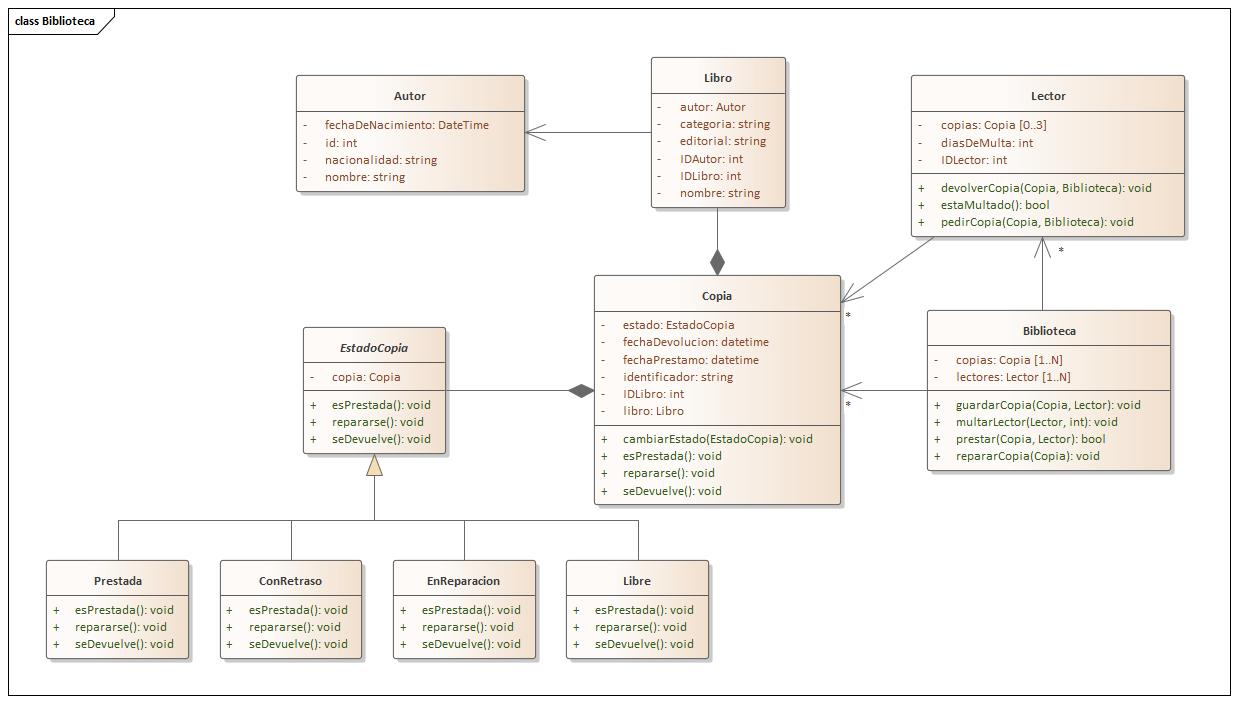 class Biblioteca
Autor
- fechaDeNacimiento: DateTime
- id: int
- nacionalidad: string
- nombre: string
Libro
- autor: Autor
- categoria: string
- editorial: string
- IDAutor: int
- IDLibro: int
- nombre: string
Lector
- copias: Copia [0..3]
- diasDeMulta: int
- IDLector: int
+ devolverCopia(Copia, Biblioteca): void
+ estaMultado(): bool
+ pedirCopia(Copia, Biblioteca): void
*
*
Copia
- estado: EstadoCopia
- fechaDevolucion: datetime
- fechaPrestamo: datetime
- identificador: string
- IDLibro: int
- libro: Libro
+ cambiarEstado(EstadoCopia): void
+ esPrestada(): void
+ repararse(): void
+ seDevuelve(): void
Biblioteca
- copias: Copia [1..N]
- lectores: Lector [1..N]
+ guardarCopia(Copia, Lector): void
+ multarLector(Lector, int): void
+ prestar(Copia, Lector): bool
+ repararCopia(Copia): void
*
EstadoCopia
- copia: Copia
+ esPrestada(): void
+ repararse(): void
+ seDevuelve(): void
Prestada
+ esPrestada(): void
+ repararse(): void
+ seDevuelve(): void
ConRetraso
+ esPrestada(): void
+ repararse(): void
+ seDevuelve(): void
EnReparacion
+ esPrestada(): void
+ repararse(): void
+ seDevuelve(): void
Libre
+ esPrestada(): void
+ repararse(): void
+ seDevuelve(): void